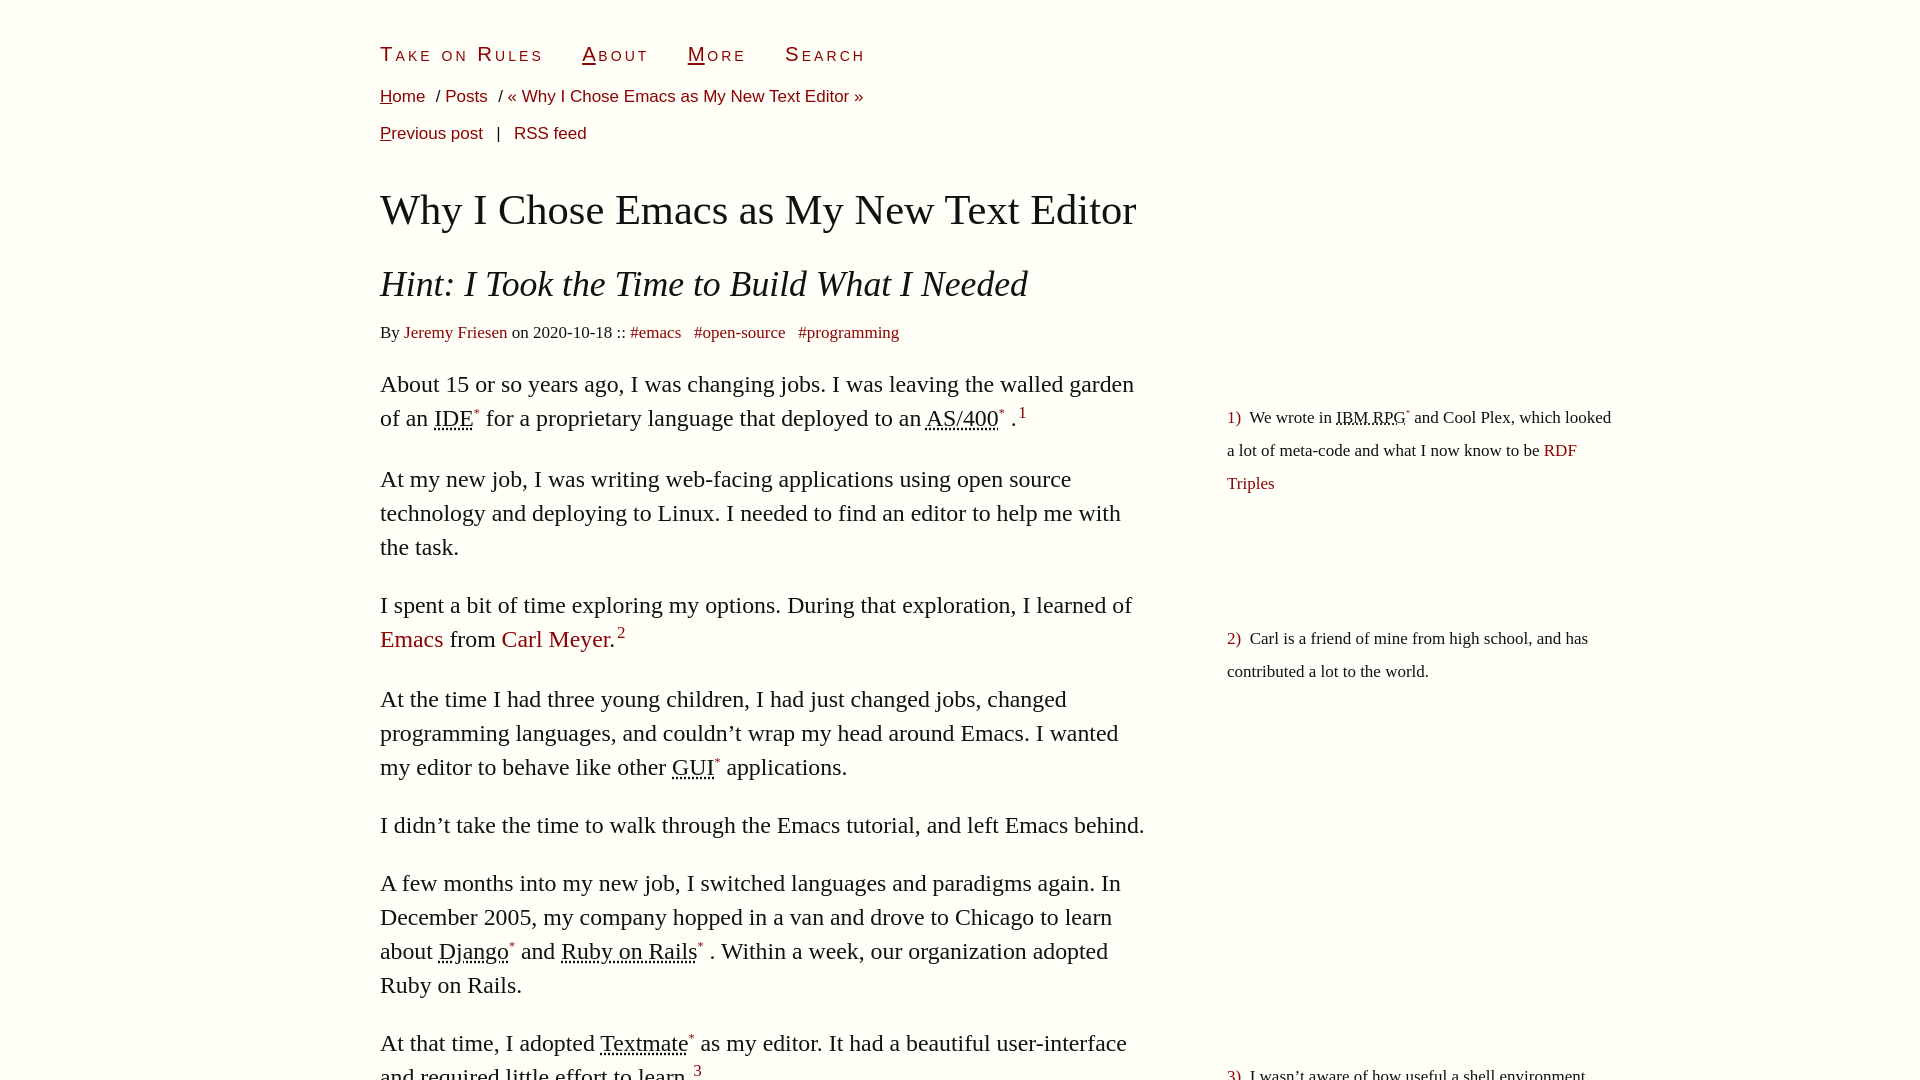 Take on Rules About More Search
Home / Posts / « Why I Chose Emacs as My New Text Editor »
Previous post | RSS feed
Why I Chose Emacs as My New Text Editor
Hint: I Took the Time to Build What I Needed
By Jeremy Friesen on 2020-10-18 :: #emacs #open-source #programming
About 15 or so years ago, I was changing jobs. I was leaving the walled garden
of an IDE* for a proprietary language that deployed to an AS/400* .1
1) We wrote in IBM RPG* and Cool Plex, which looked
a lot of meta-code and what I now know to be RDF
Triples
At my new job, I was writing web-facing applications using open source
technology and deploying to Linux. I needed to find an editor to help me with
the task.
I spent a bit of time exploring my options. During that exploration, I learned of
Emacs from Carl Meyer.2
2) Carl is a friend of mine from high school, and has
contributed a lot to the world.
At the time I had three young children, I had just changed jobs, changed
programming languages, and couldn’t wrap my head around Emacs. I wanted
my editor to behave like other GUI* applications.
I didn’t take the time to walk through the Emacs tutorial, and left Emacs behind.
A few months into my new job, I switched languages and paradigms again. In
December 2005, my company hopped in a van and drove to Chicago to learn
about Django* and Ruby on Rails* . Within a week, our organization adopted
Ruby on Rails.
At that time, I adopted Textmate* as my editor. It had a beautiful user-interface
and required little effort to learn.3
3) I wasn’t aware of how useful a shell environment